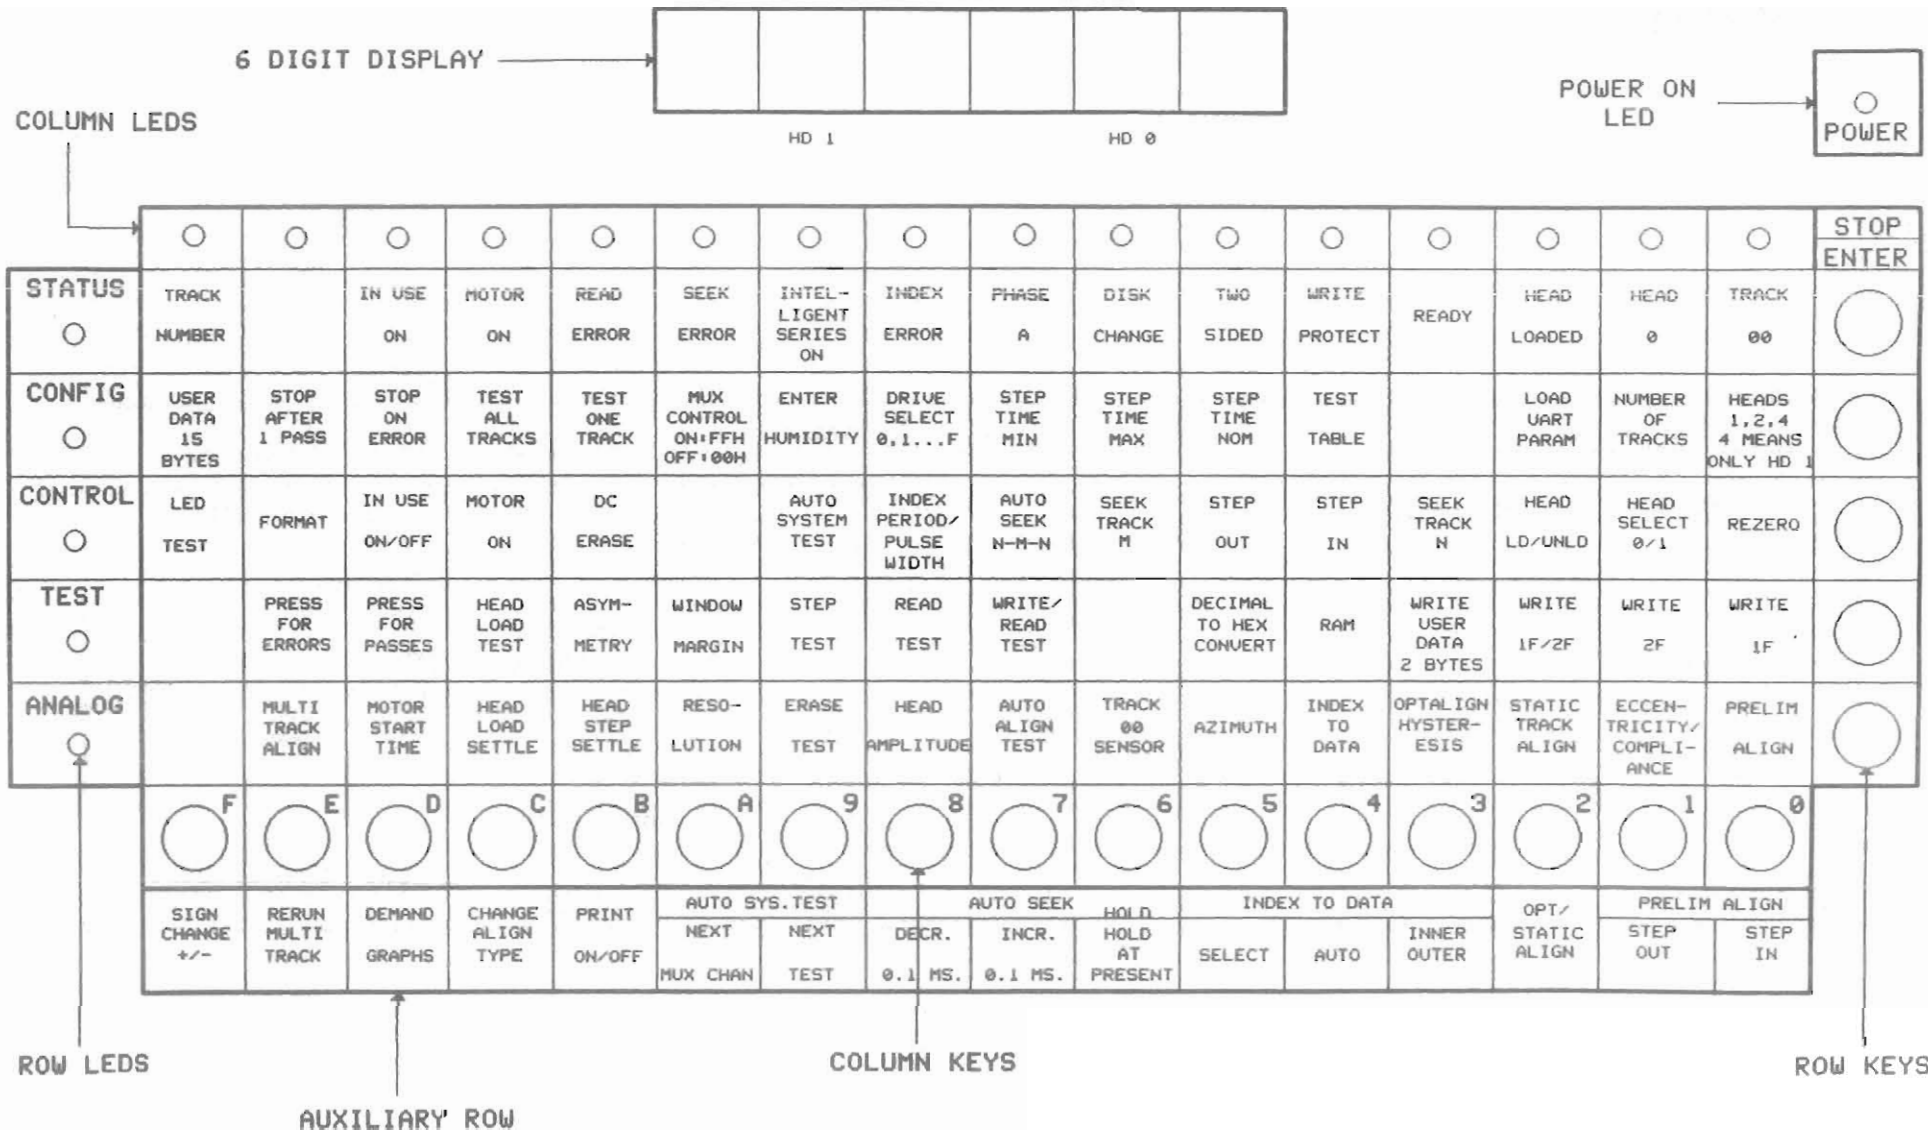 6 DIGIT DISPLAY
POWER ON
LED
COLUMN LEDS
HD 1
HD 0
POWER
STOP
ENTER
STATUS
TRACK
NUMBER
IN USE
ON
MOTOR
ON
READ
ERROR
SEEK
ERROR
INTEL-
LIGENT
SERIES
ON
INDEX
ERROR
PHASE
A
DISK
CHANGE
TWO
SIDED
WRITE
PROTECT
READY
HEAD
LOADED
HEAD
0
TRACK
00
CONFIG
USER
DATA
15
BYTES
STOP
AFTER
1 PASS
STOP
ON
ERROR
TEST
ALL
TRACKS
TEST
ONE
TRACK
MUX
CONTROL
ON:FFH
OFF:00H
ENTER
HUMIDITY
DRIVE
SELECT
0,1...F
STEP
TIME
MIN
STEP
TIME
MAX
STEP
TIME
NOM
TEST
TABLE
LOAD
UART
PARAM
NUMBER
OF
TRACKS
HEADS
1,2,4
4 MEANS
ONLY HD 1
CONTROL
LED
TEST
FORMAT
IN USE
ON/OFF
MOTOR
ON
DC
ERASE
AUTO
SYSTEM
TEST
INDEX
PERIOD/
PULSE
WIDTH
AUTO
SEEK
N-M-N
SEEK
TRACK
M
STEP
OUT
STEP
IN
SEEK
TRACK
N
HEAD
LD/UNLD
HEAD
SELECT
0/1
REZERO
TEST
PRESS
FOR
ERRORS
PRESS
FOR
PASSES
HEAD
LOAD
TEST
ASYM-
METRY
WINDOW
MARGIN
STEP
TEST
READ
TEST
WRITE/
READ
TEST
DECIMAL
TO HEX
CONVERT
RAM
WRITE
USER
DATA
2 BYTES
WRITE
1F/2F
WRITE
2F
WRITE
1F
ANALOG
MULTI
TRACK
ALIGN
MOTOR
START
TIME
HEAD
LOAD
SETTLE
HEAD
STEP
SETTLE
RESO-
LUTION
ERASE
TEST
HEAD
AMPLITUDE
AUTO
ALIGN
TEST
TRACK
00
SENSOR
AZIMUTH
INDEX
TO
DATA
OPTALIGN
HYSTER-
ESIS
STATIC
TRACK
ALIGN
ECCEN-
TRICITY/
COMPLI-
ANCE
PRELIM
ALIGN
F E D C B A 9 8 7 6 5 4 3 2 1 0
SIGN
CHANGE
+/-
RERUN
MULTI
TRACK
DEMAND
GRAPHS
CHANGE
ALIGN
TYPE
PRINT
ON/OFF
AUTO SYS.TEST
NEXT
MUX CHAN
NEXT
TEST
AUTO SEEK
DECR.
0.1 MS.
INCR.
0.1 MS.
HOLD
HOLD
AT
PRESENT
INDEX TO DATA
SELECT
AUTO
INNER
OUTER
OPT/
STATIC
ALIGN
PRELIM ALIGN
STEP
OUT
STEP
IN
ROW LEDS
COLUMN KEYS
ROW KEYS
AUXILIARY ROW